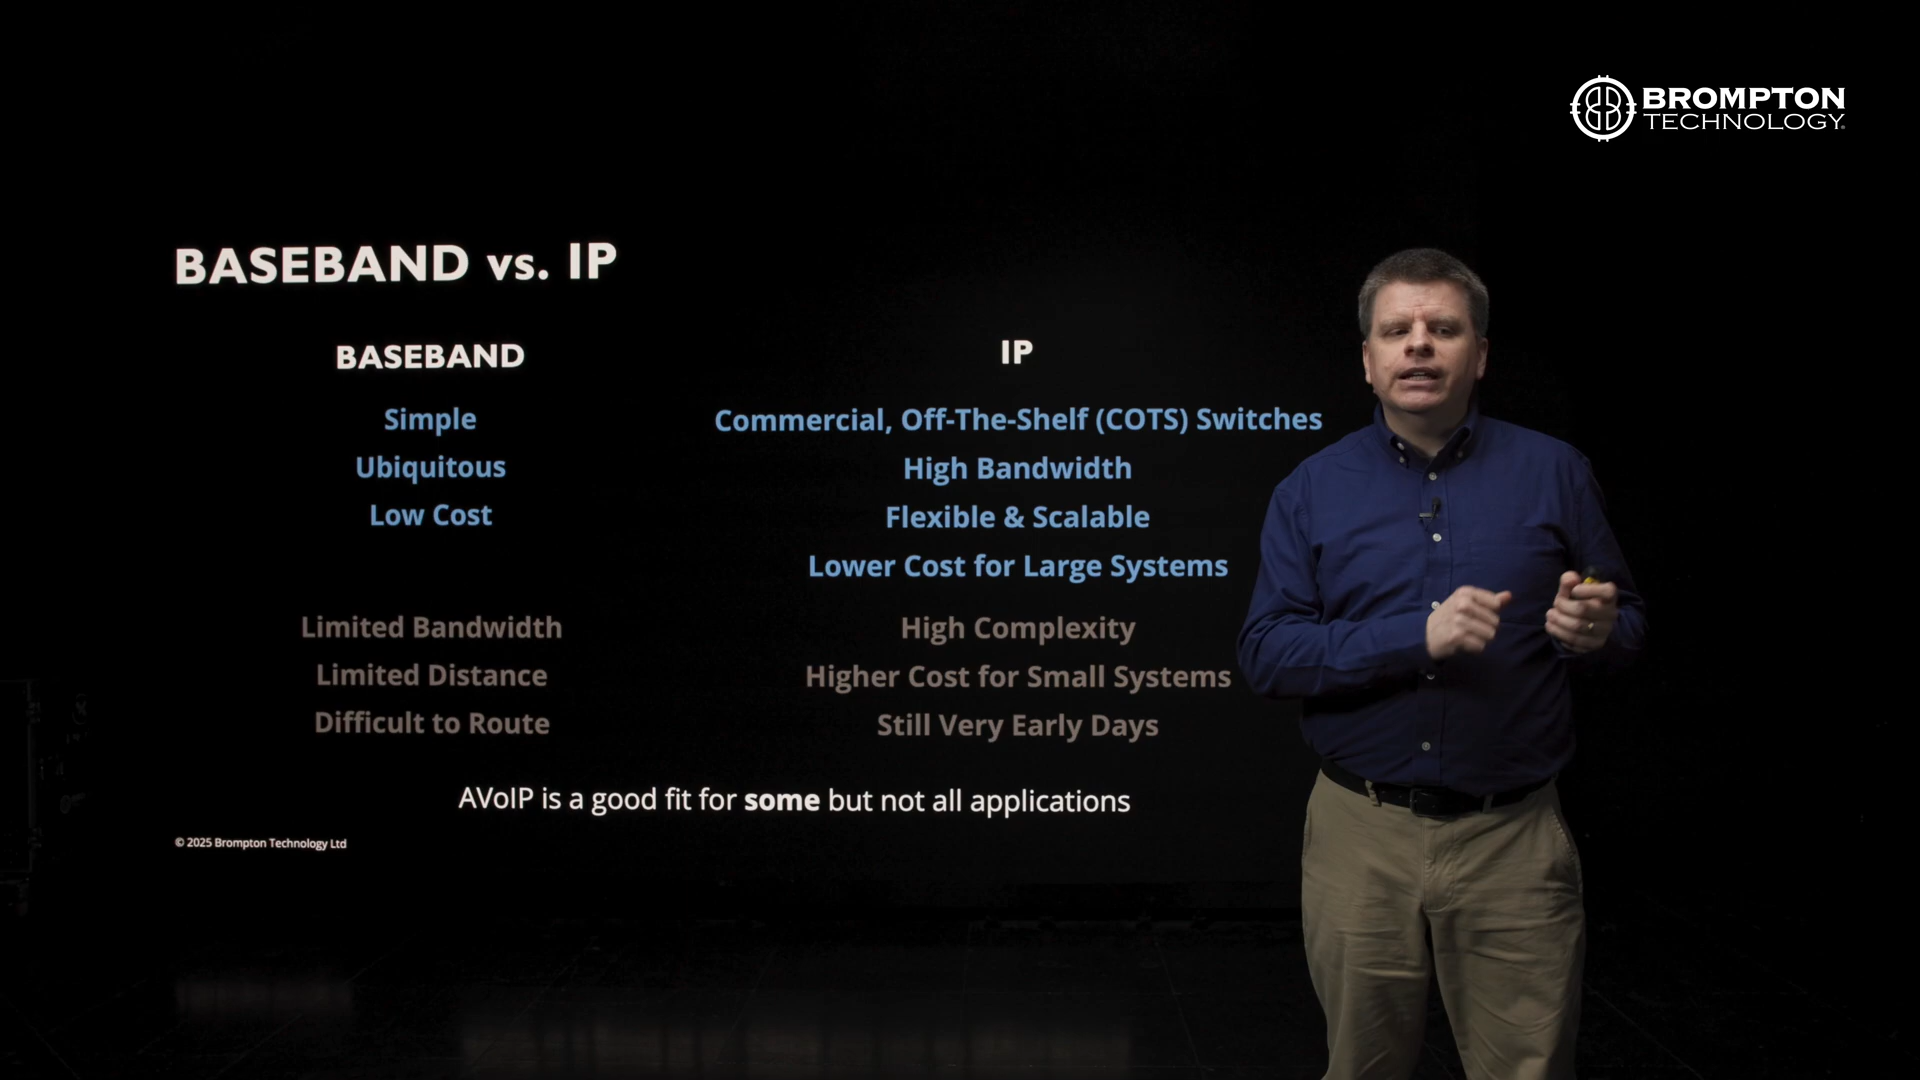 BROMPTON
TECHNOLOGY
BASEBAND vs. IP
BASEBAND
Simple
Ubiquitous
Low Cost
Limited Bandwidth
Limited Distance
Difficult to Route
IP
Commercial, Off-The-Shelf (COTS) Switches
High Bandwidth
Flexible & Scalable
Lower Cost for Large Systems
High Complexity
Higher Cost for Small Systems
Still Very Early Days
AVoIP is a good fit for some but not all applications
© 2025 Brompton Technology Ltd